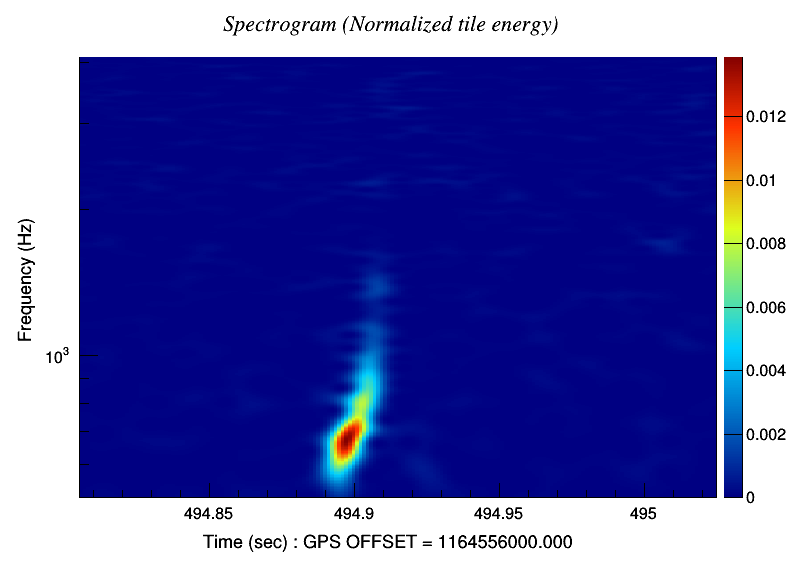 Spectrogram (Normalized tile energy)
0.012
0.01
0.008
0.006
0.004
0.002
0
Frequency (Hz)
10³
494.85 494.9 494.95 495
Time (sec) : GPS OFFSET = 1164556000.000